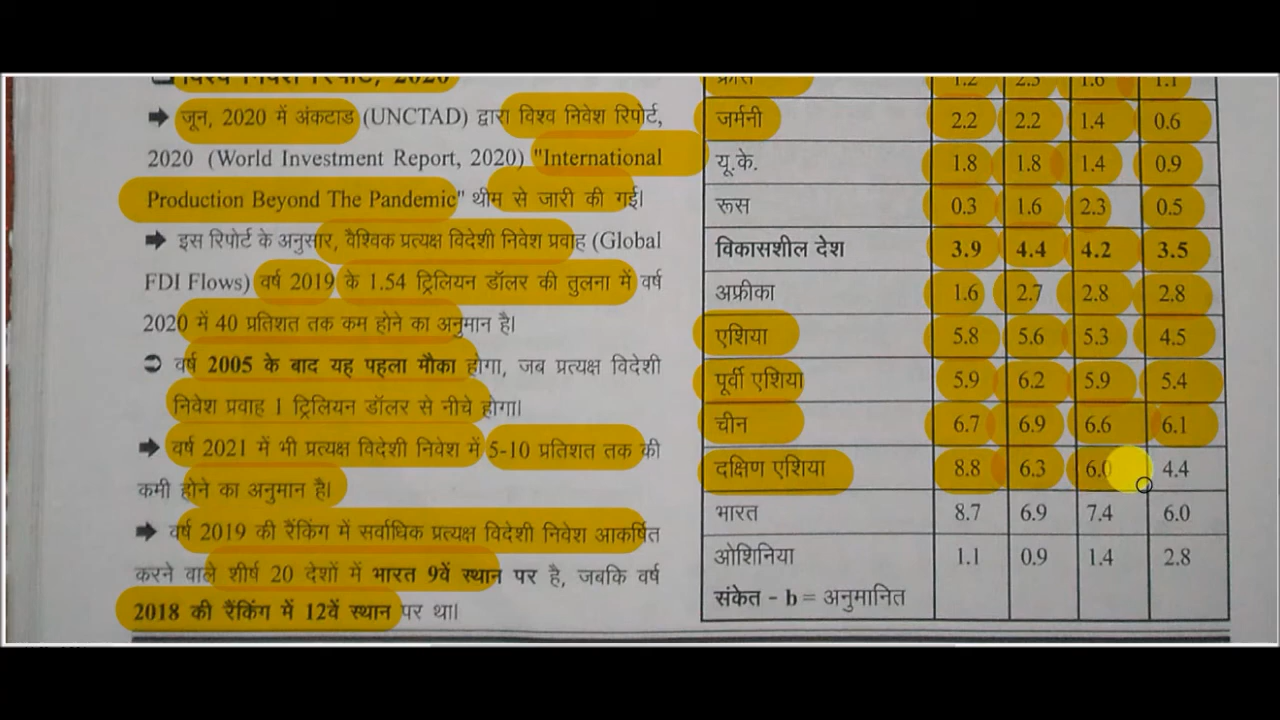 विश्व निवेश रिपोर्ट, 2020
➡ जून, 2020 में अंकटाड (UNCTAD) द्वारा विश्व निवेश रिपोर्ट,
2020 (World Investment Report, 2020) "International
Production Beyond The Pandemic" थीम से जारी की गई।
➡ इस रिपोर्ट के अनुसार, वैश्विक प्रत्यक्ष विदेशी निवेश प्रवाह (Global
FDI Flows) वर्ष 2019 के 1.54 ट्रिलियन डॉलर की तुलना में वर्ष
2020 में 40 प्रतिशत तक कम होने का अनुमान है।
➲ वर्ष 2005 के बाद यह पहला मौका होगा, जब प्रत्यक्ष विदेशी
निवेश प्रवाह 1 ट्रिलियन डॉलर से नीचे होगा।
➡ वर्ष 2021 में भी प्रत्यक्ष विदेशी निवेश में 5-10 प्रतिशत तक की
कमी होने का अनुमान है।
➡ वर्ष 2019 की रैंकिंग में सर्वाधिक प्रत्यक्ष विदेशी निवेश आकर्षित
करने वाले शीर्ष 20 देशों में भारत 9वें स्थान पर है, जबकि वर्ष
2018 की रैंकिंग में 12वें स्थान पर था।
फ्रांस 1.2 2.3 1.6 1.1
जर्मनी 2.2 2.2 1.4 0.6
यू.के. 1.8 1.8 1.4 0.9
रूस 0.3 1.6 2.3 0.5
विकासशील देश 3.9 4.4 4.2 3.5
अफ्रीका 1.6 2.7 2.8 2.8
एशिया 5.8 5.6 5.3 4.5
पूर्वी एशिया 5.9 6.2 5.9 5.4
चीन 6.7 6.9 6.6 6.1
दक्षिण एशिया 8.8 6.3 6.0 4.4
भारत 8.7 6.9 7.4 6.0
ओशिनिया 1.1 0.9 1.4 2.8
संकेत - b = अनुमानित